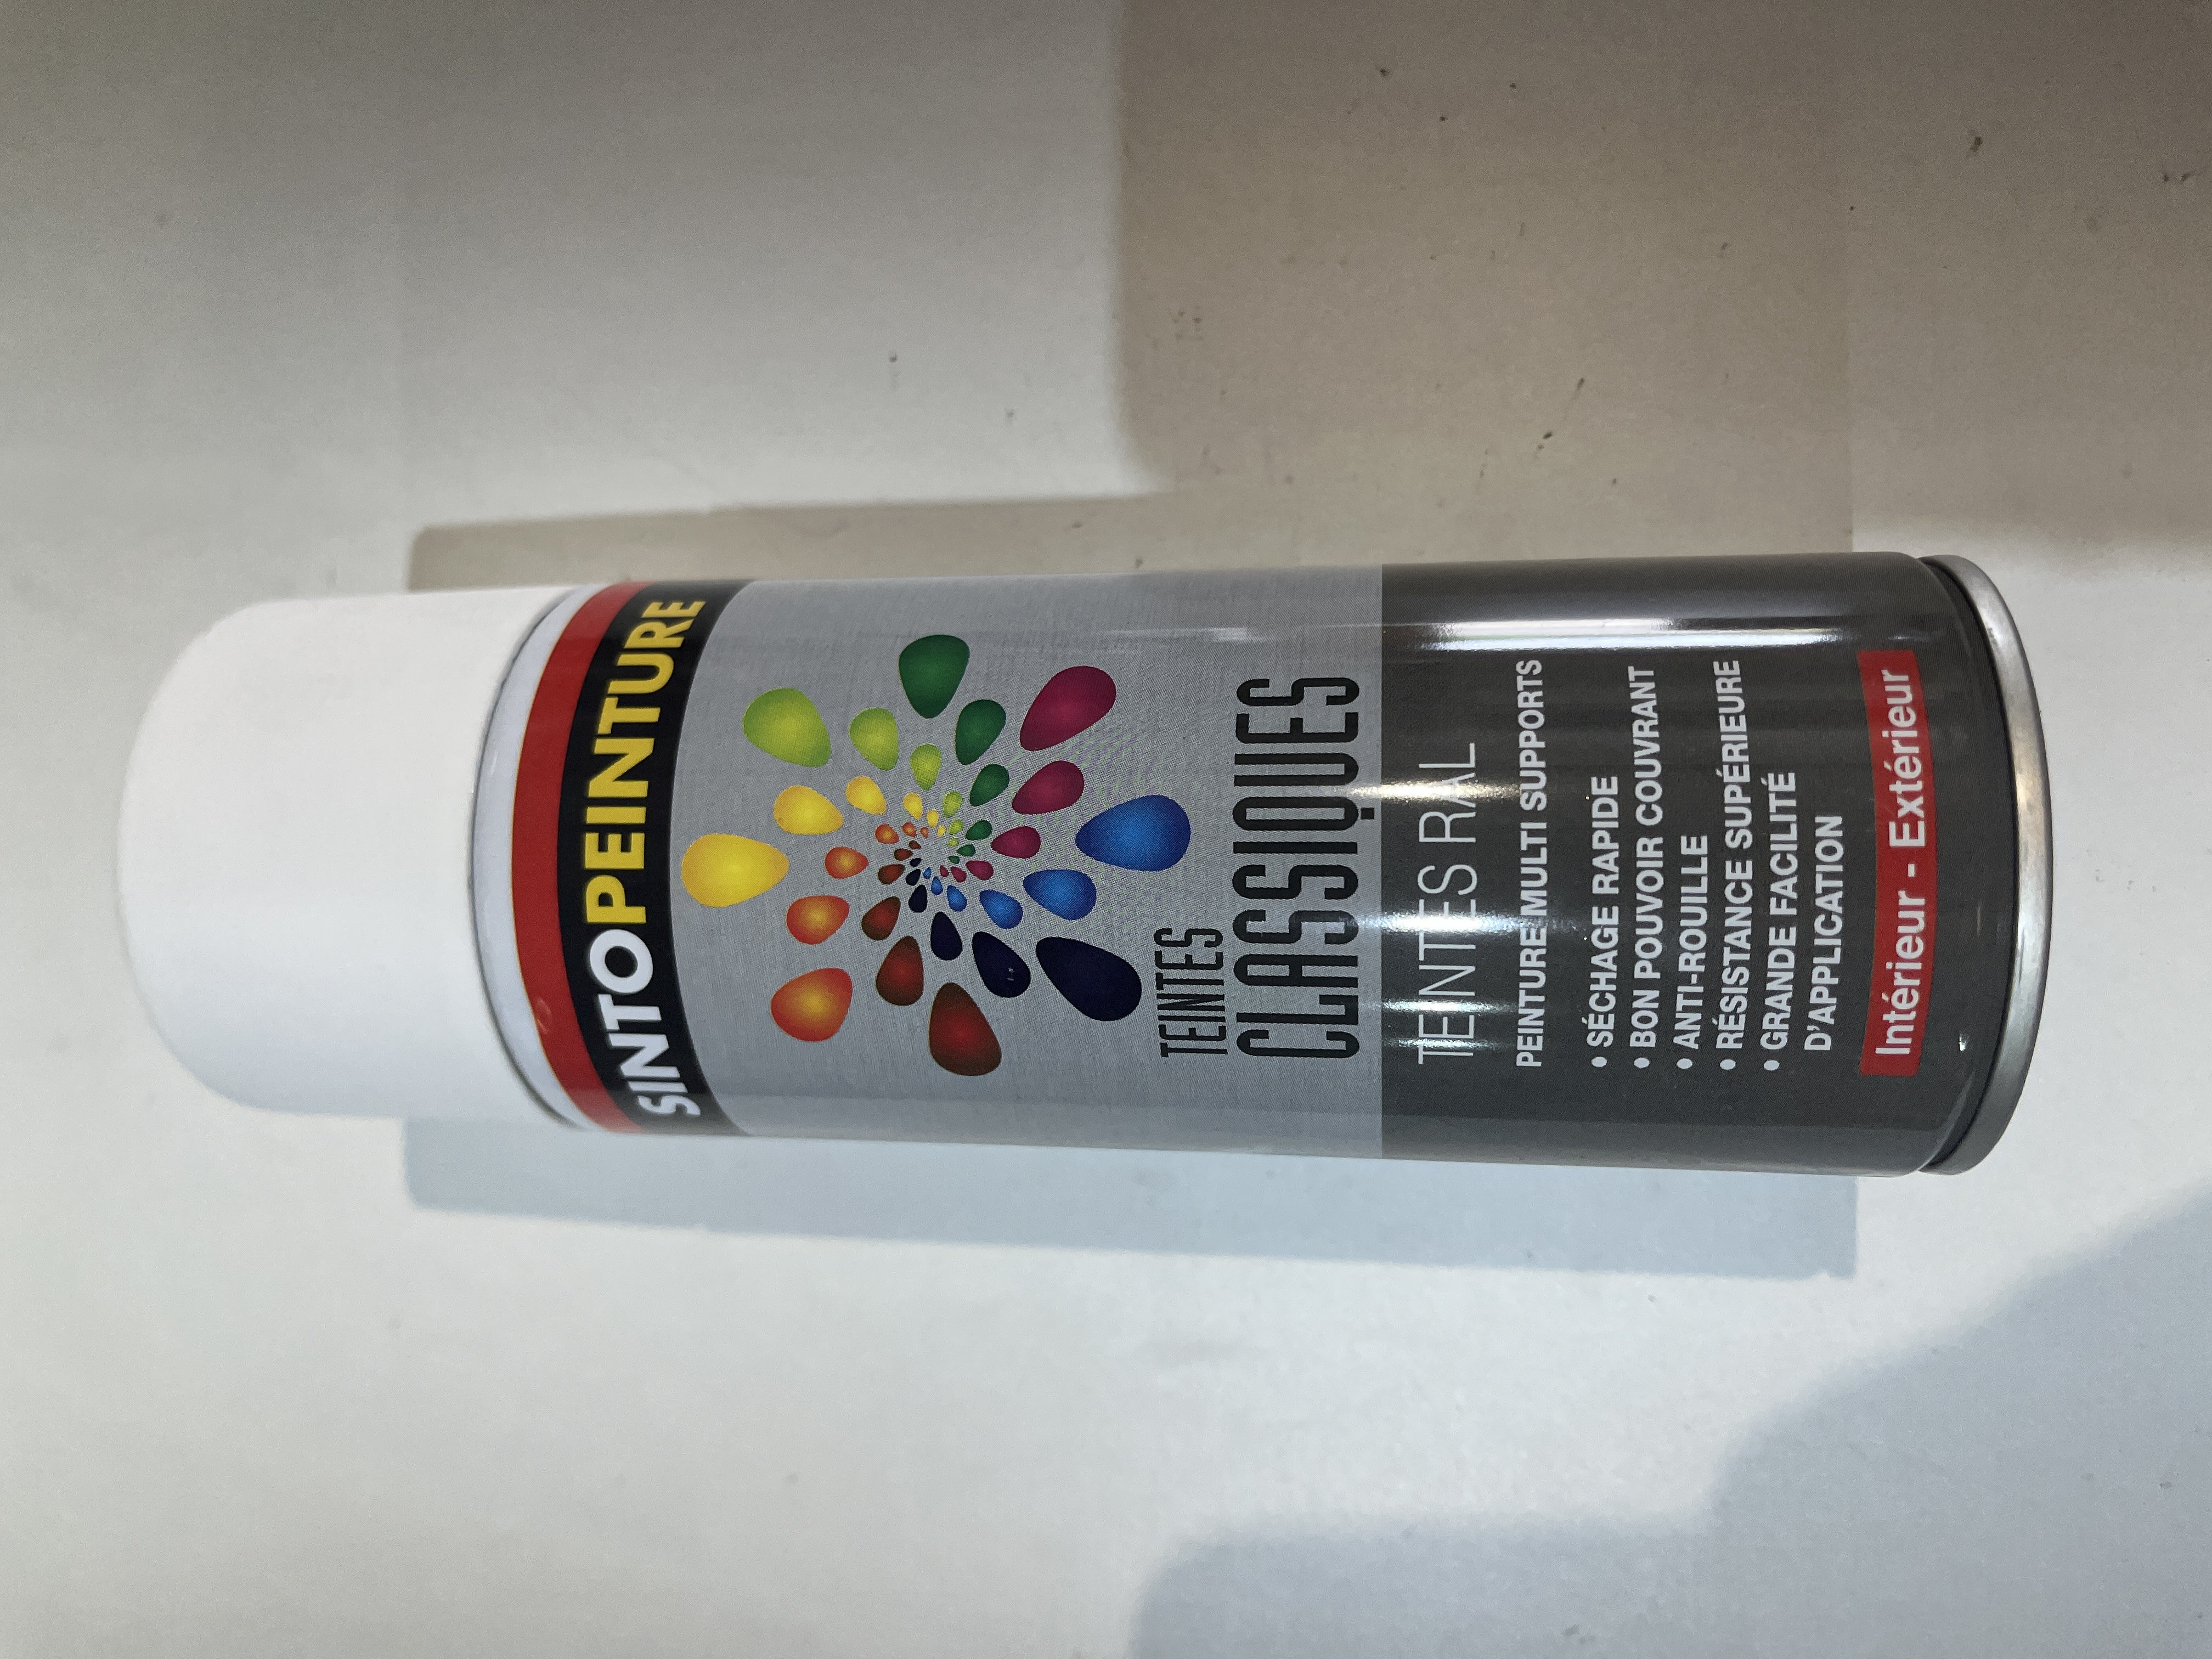 SINTOPEINTURE
TEINTES
CLASSIQUES
TEINTES RAL
PEINTURE MULTI SUPPORTS
• SÉCHAGE RAPIDE
• BON POUVOIR COUVRANT
• ANTI-ROUILLE
• RÉSISTANCE SUPÉRIEURE
• GRANDE FACILITÉ
D'APPLICATION
Intérieur - Extérieur